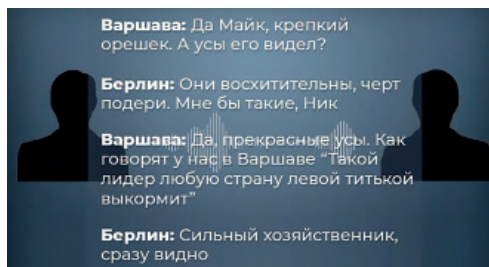 Варшава: Да Майк, крепкий
орешек. А усы его видел?
Берлин: Они восхитительны, черт
подери. Мне бы такие, Ник
Варшава: Да, прекрасные усы. Как
говорят у нас в Варшаве “Такой
лидер любую страну левой титькой
выкормит”
Берлин: Сильный хозяйственник,
сразу видно